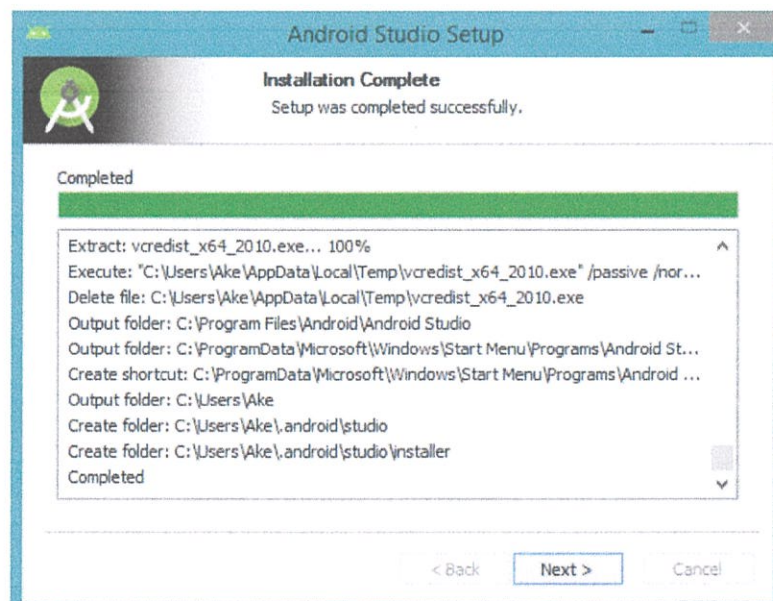 Android Studio Setup
Installation Complete
Setup was completed successfully.
Completed
Extract: vcredist_x64_2010.exe... 100%
Execute: "C:\Users\Ake\AppData\Local\Temp\vcredist_x64_2010.exe" /passive /nor...
Delete file: C:\Users\Ake\AppData\Local\Temp\vcredist_x64_2010.exe
Output folder: C:\Program Files\Android\Android Studio
Output folder: C:\ProgramData\Microsoft\Windows\Start Menu\Programs\Android St...
Create shortcut: C:\ProgramData\Microsoft\Windows\Start Menu\Programs\Android ...
Output folder: C:\Users\Ake
Create folder: C:\Users\Ake\.android\studio
Create folder: C:\Users\Ake\.android\studio\installer
Completed
< Back Next > Cancel